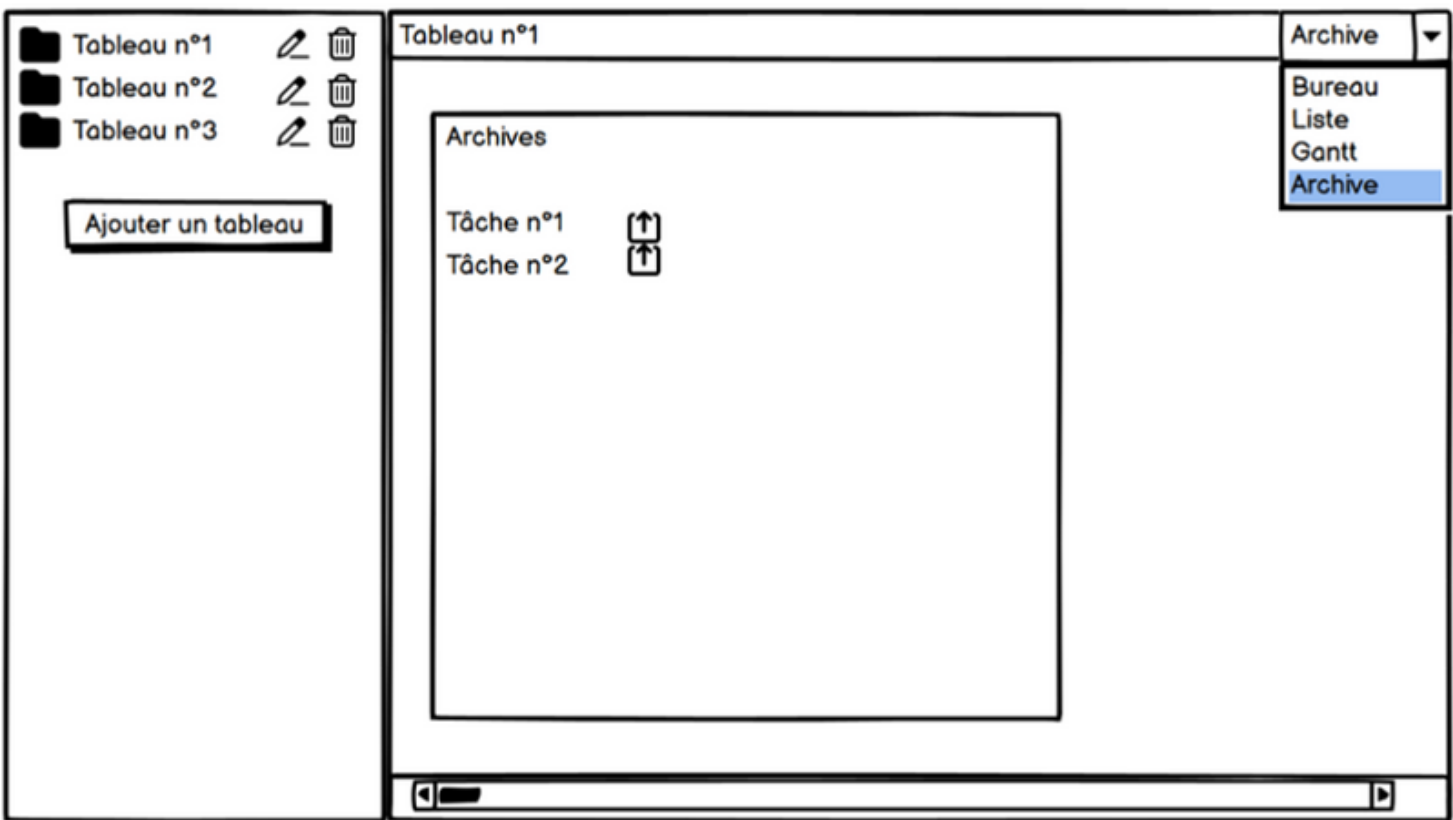 Tableau n°1
Tableau n°2
Tableau n°3
Ajouter un tableau
Tableau n°1
Archive
Bureau
Liste
Gantt
Archive
Archives
Tâche n°1
Tâche n°2